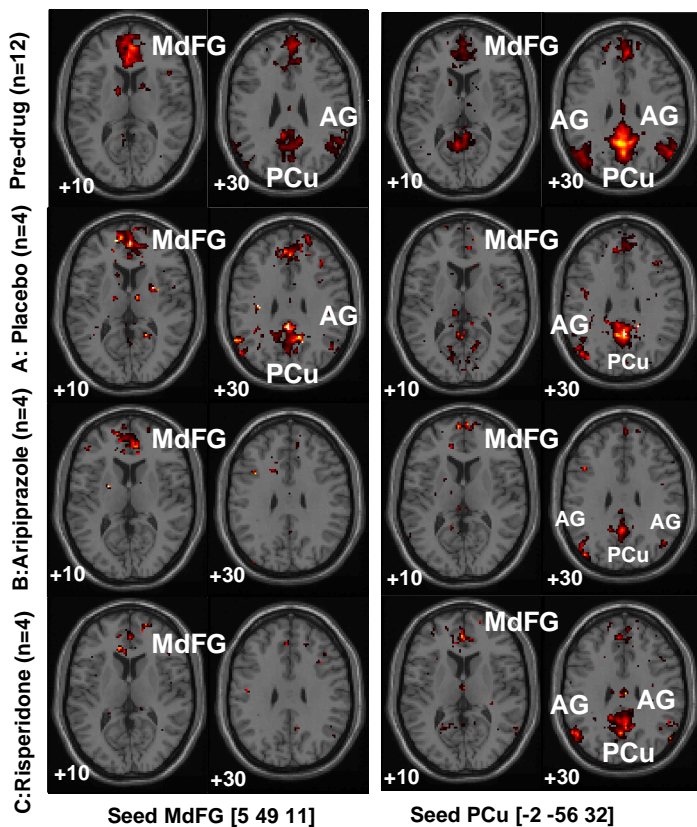 Pre-drug (n=12)
MdFG
AG
PCu
+10
+30
MdFG
AG
AG
PCu
+10
+30
A: Placebo (n=4)
MdFG
AG
PCu
+10
+30
MdFG
AG
PCu
+10
+30
B:Aripiprazole (n=4)
MdFG
+10
+30
MdFG
AG
AG
PCu
+10
+30
C:Risperidone (n=4)
MdFG
+10
+30
MdFG
AG
AG
PCu
+10
+30
Seed MdFG [5 49 11]
Seed PCu [-2 -56 32]